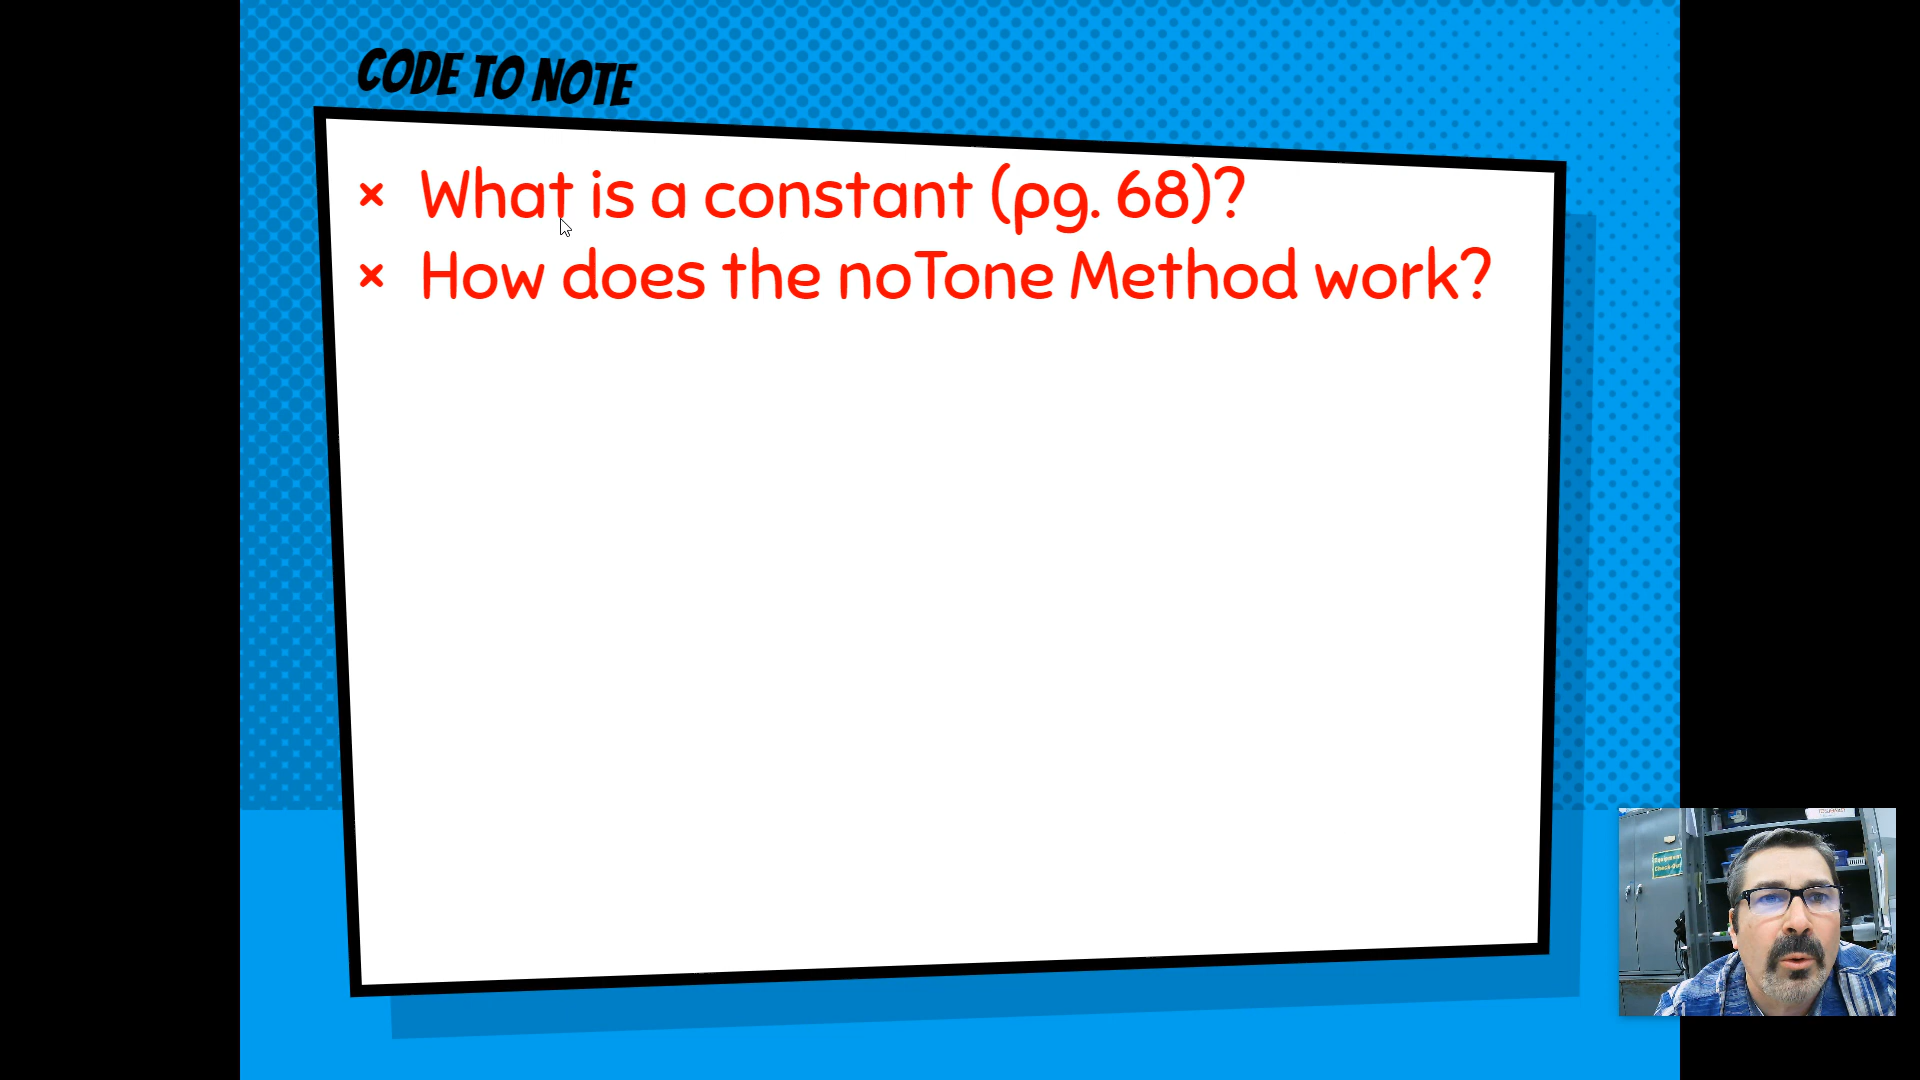 CODE TO NOTE
× What is a constant (pg. 68)?
× How does the noTone Method work?